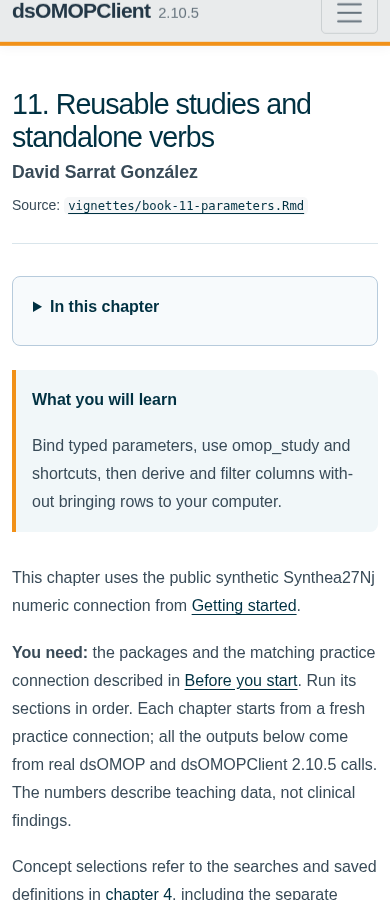 dsOMOPClient 2.10.5
11. Reusable studies and
standalone verbs
David Sarrat González
Source: vignettes/book-11-parameters.Rmd
In this chapter
What you will learn
Bind typed parameters, use omop_study and
shortcuts, then derive and filter columns with-
out bringing rows to your computer.
This chapter uses the public synthetic Synthea27Nj
numeric connection from Getting started.
You need: the packages and the matching practice
connection described in Before you start. Run its
sections in order. Each chapter starts from a fresh
practice connection; all the outputs below come
from real dsOMOP and dsOMOPClient 2.10.5 calls.
The numbers describe teaching data, not clinical
findings.
Concept selections refer to the searches and saved
definitions in chapter 4, including the separate